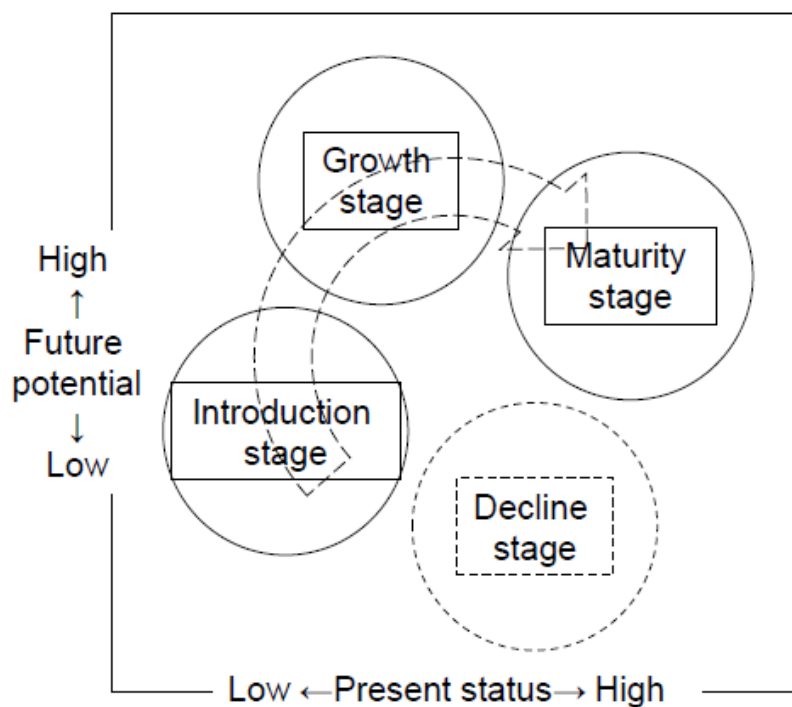 Growth
stage
Maturity
stage
High
↑
Future
potential
↓
Low
Introduction
stage
Decline
stage
Low ←Present status→ High